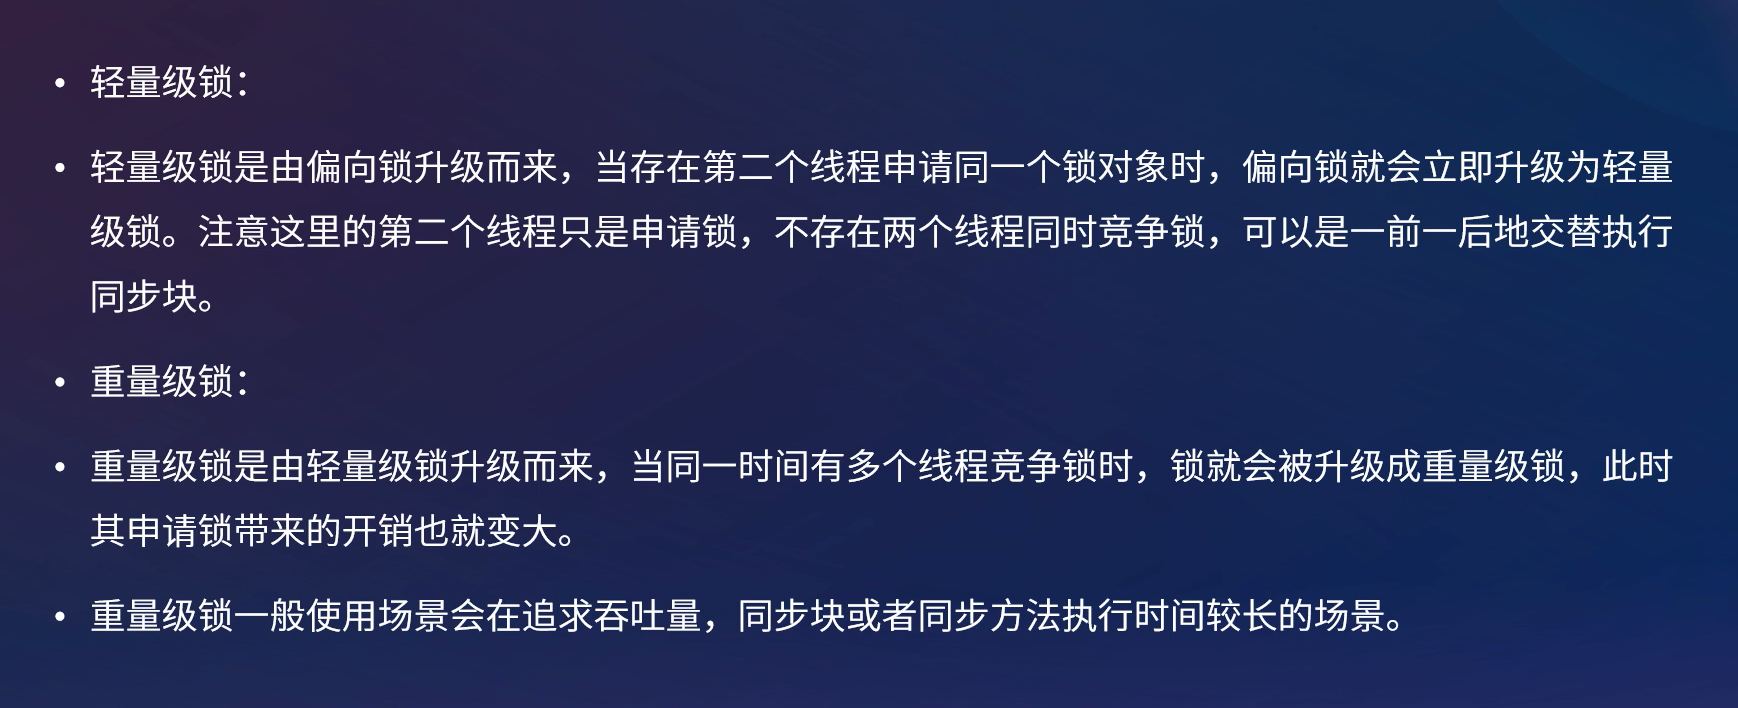 • 轻量级锁：
• 轻量级锁是由偏向锁升级而来，当存在第二个线程申请同一个锁对象时，偏向锁就会立即升级为轻量
级锁。注意这里的第二个线程只是申请锁，不存在两个线程同时竞争锁，可以是一前一后地交替执行
同步块。
• 重量级锁：
• 重量级锁是由轻量级锁升级而来，当同一时间有多个线程竞争锁时，锁就会被升级成重量级锁，此时
其申请锁带来的开销也就变大。
• 重量级锁一般使用场景会在追求吞吐量，同步块或者同步方法执行时间较长的场景。